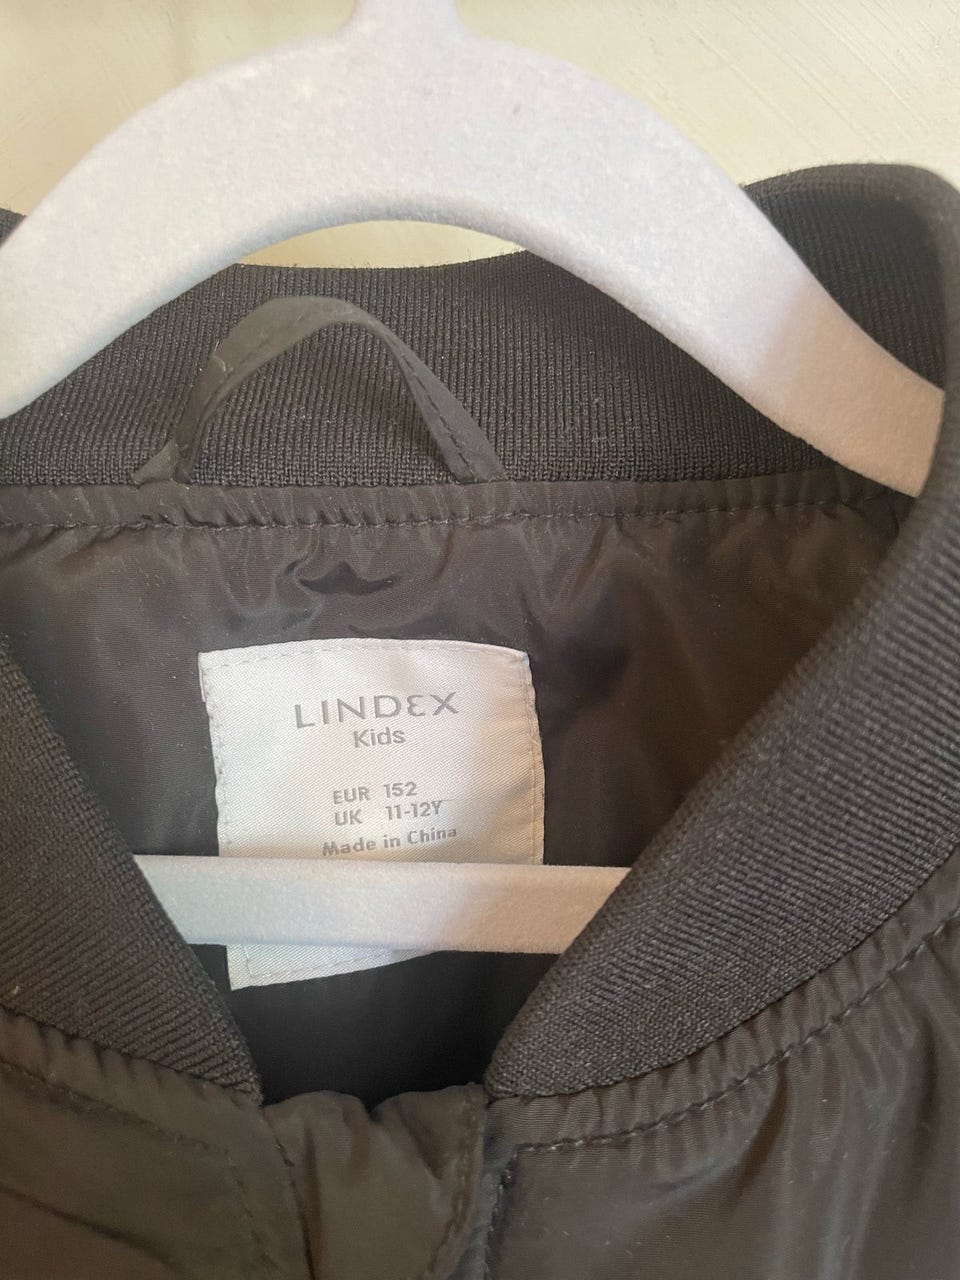 LINDEX
Kids
EUR 152
UK 11-12Y
Made in China